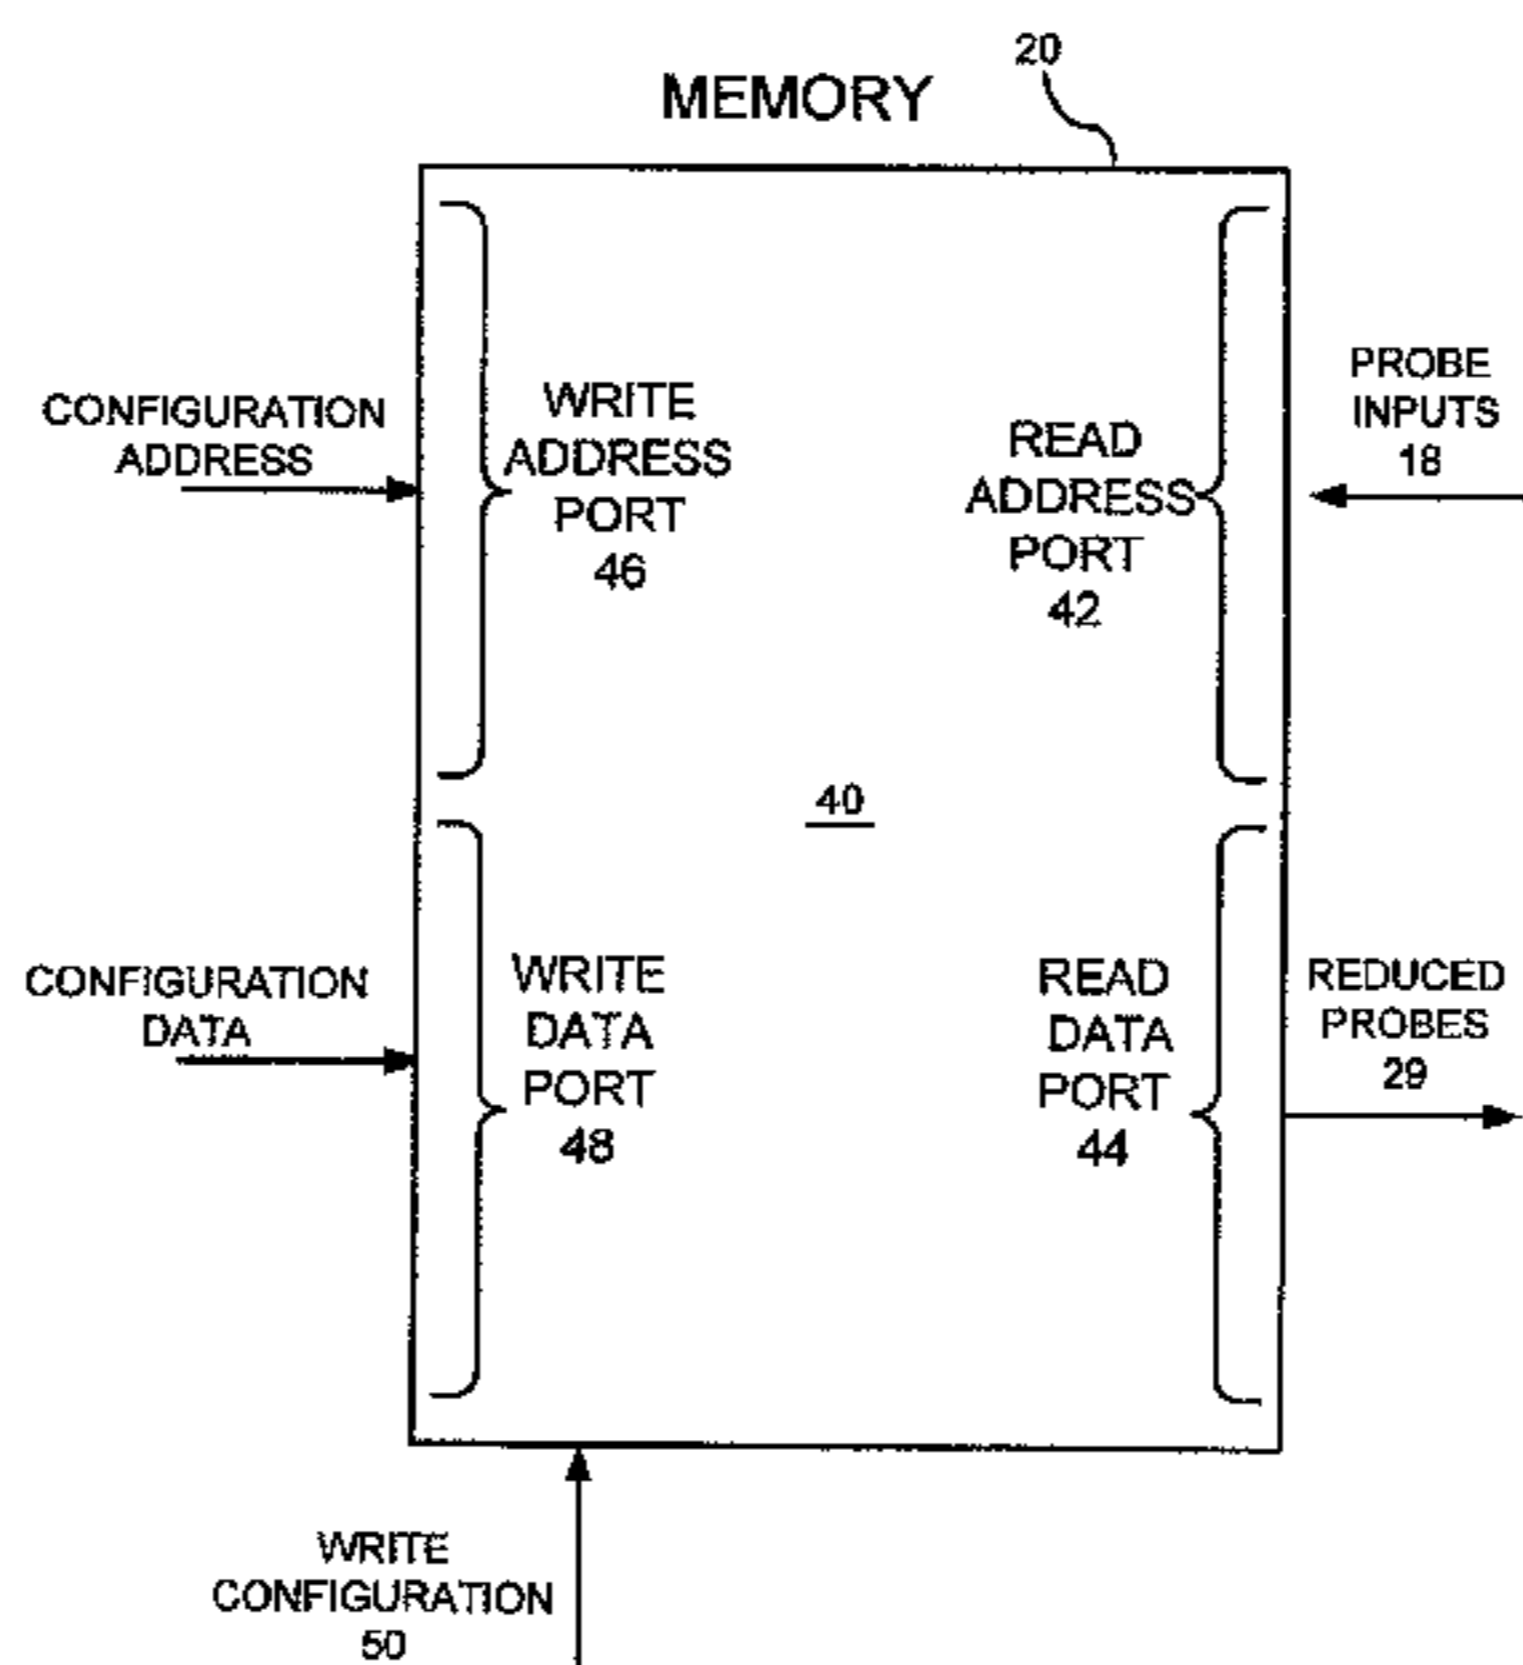 20
MEMORY
CONFIGURATION
ADDRESS
WRITE
ADDRESS
PORT
46
READ
ADDRESS
PORT
42
PROBE
INPUTS
18
40
CONFIGURATION
DATA
WRITE
DATA
PORT
48
READ
DATA
PORT
44
REDUCED
PROBES
29
WRITE
CONFIGURATION
50